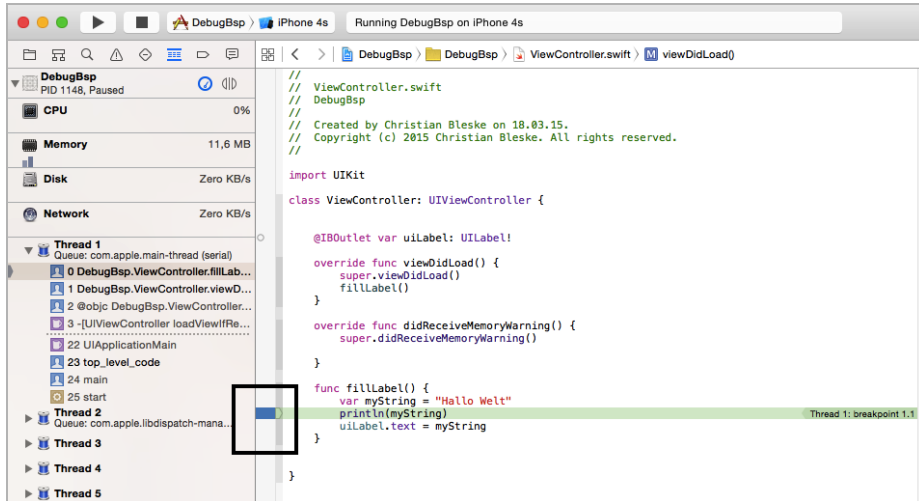 DebugBsp
iPhone 4s
Running DebugBsp on iPhone 4s
DebugBsp
DebugBsp
ViewController.swift
M viewDidLoad()
DebugBsp
PID 1148, Paused
CPU 0%
Memory 11,6 MB
Disk Zero KB/s
Network Zero KB/s
Thread 1
Queue: com.apple.main-thread (serial)
0 DebugBsp.ViewController.fillLab...
1 DebugBsp.ViewController.viewD...
2 @objc DebugBsp.ViewController...
3 -[UIViewController loadViewIfRe...
22 UIApplicationMain
23 top_level_code
24 main
25 start
Thread 2
Queue: com.apple.libdispatch-mana...
Thread 3
Thread 4
Thread 5
//
// ViewController.swift
// DebugBsp
//
// Created by Christian Bleske on 18.03.15.
// Copyright (c) 2015 Christian Bleske. All rights reserved.
//
import UIKit
class ViewController: UIViewController {
@IBOutlet var uiLabel: UILabel!
override func viewDidLoad() {
super.viewDidLoad()
fillLabel()
}
override func didReceiveMemoryWarning() {
super.didReceiveMemoryWarning()
}
func fillLabel() {
var myString = "Hallo Welt"
println(myString) Thread 1: breakpoint 1.1
uiLabel.text = myString
}
}